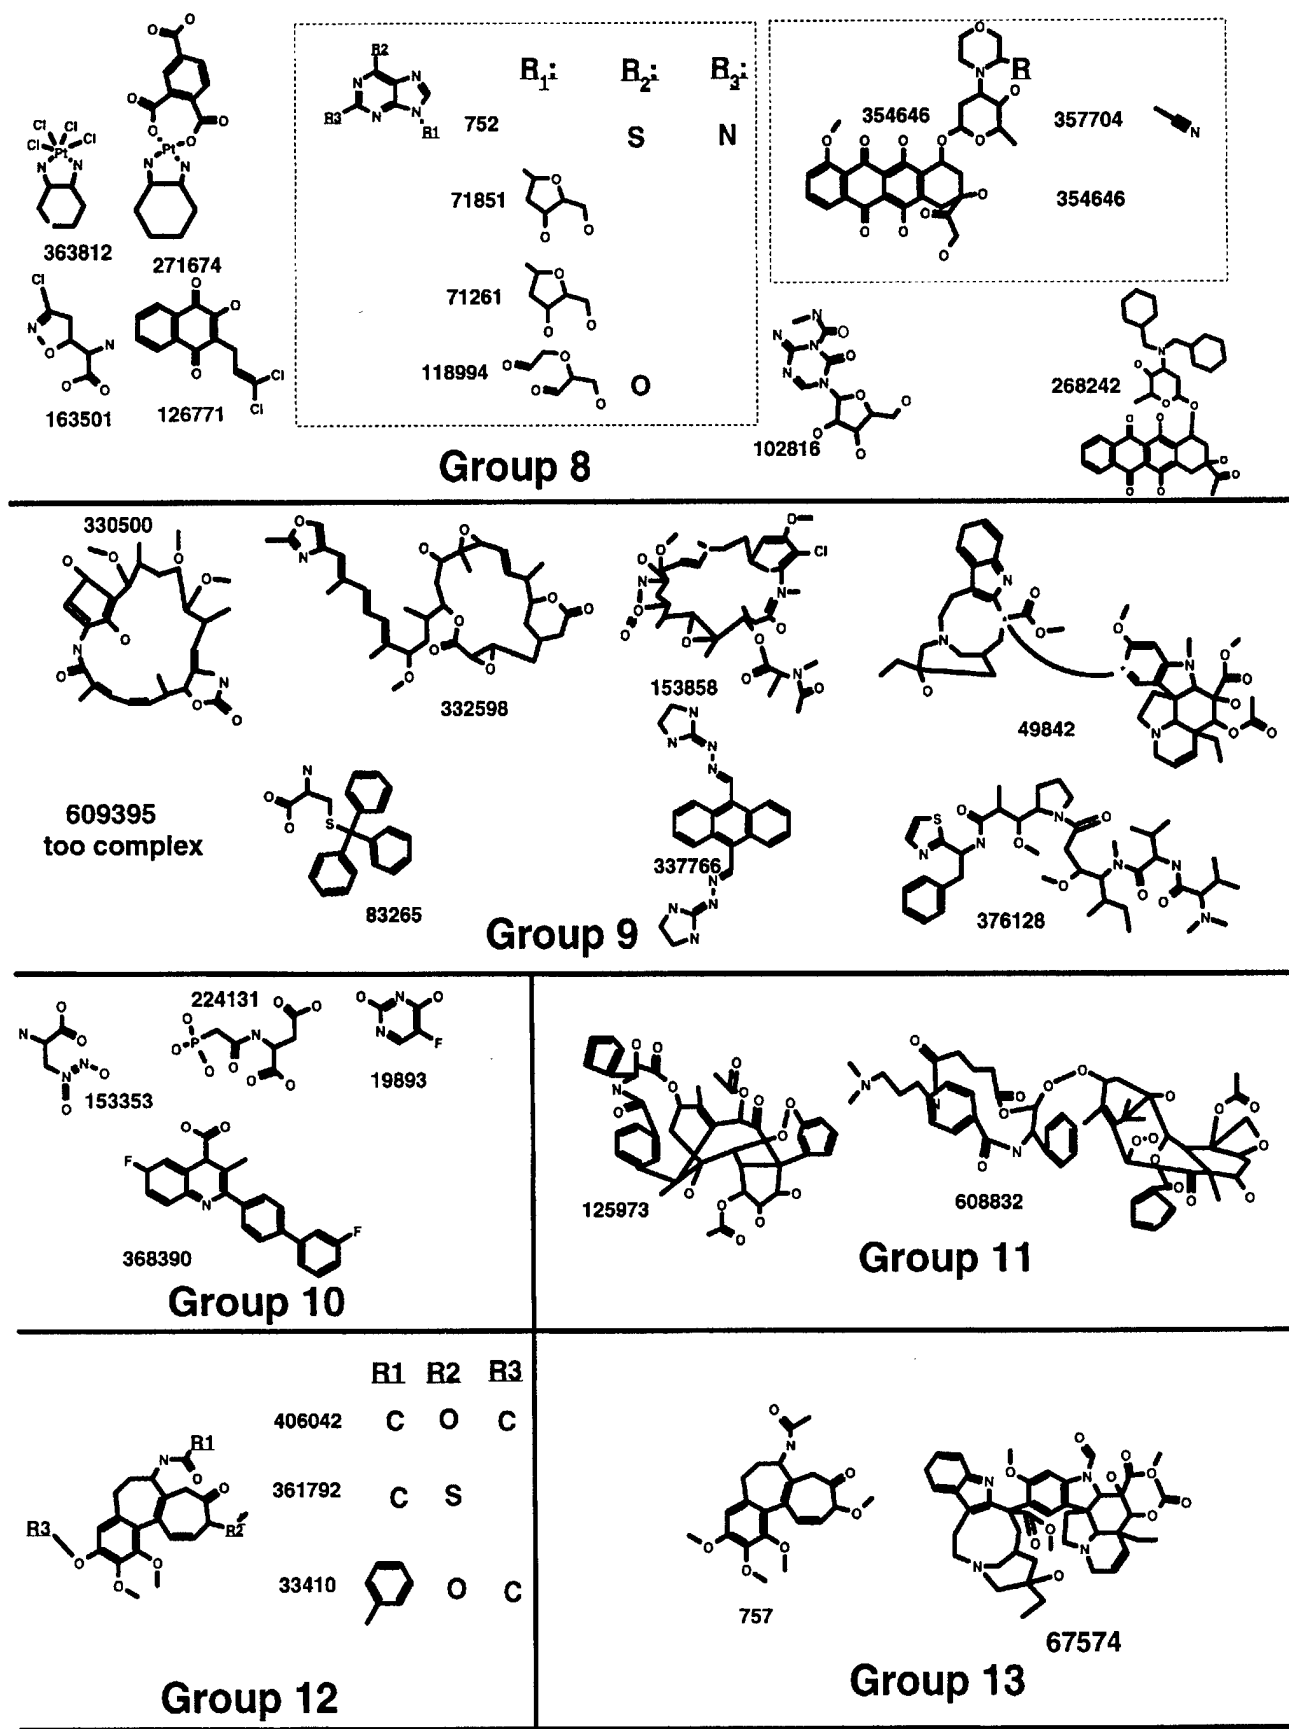 R1: R2: R3:
752 S N
71851
71261
118994 O
R2
R3
R1
363812
271674
163501
126771
354646
R
357704
354646
102816
268242
Group 8
330500
332598
153858
49842
609395
too complex
83265
337766
376128
Group 9
153353
224131
19893
368390
Group 10
125973
608832
Group 11
R1 R2 R3
406042 C O C
361792 C S
33410 O C
R1
R2
R3
Group 12
757
67574
Group 13